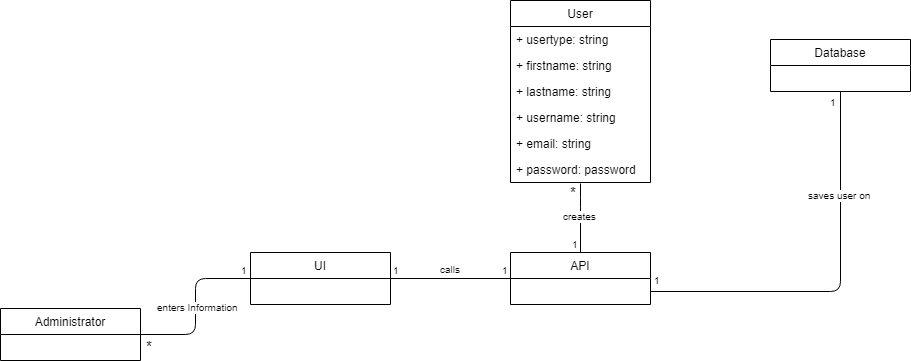 User
+ usertype: string
+ firstname: string
+ lastname: string
+ username: string
+ email: string
+ password: password
Database
1
*
saves user on
creates
1
UI
API
1
1
calls
1
1
enters Information
Administrator
*